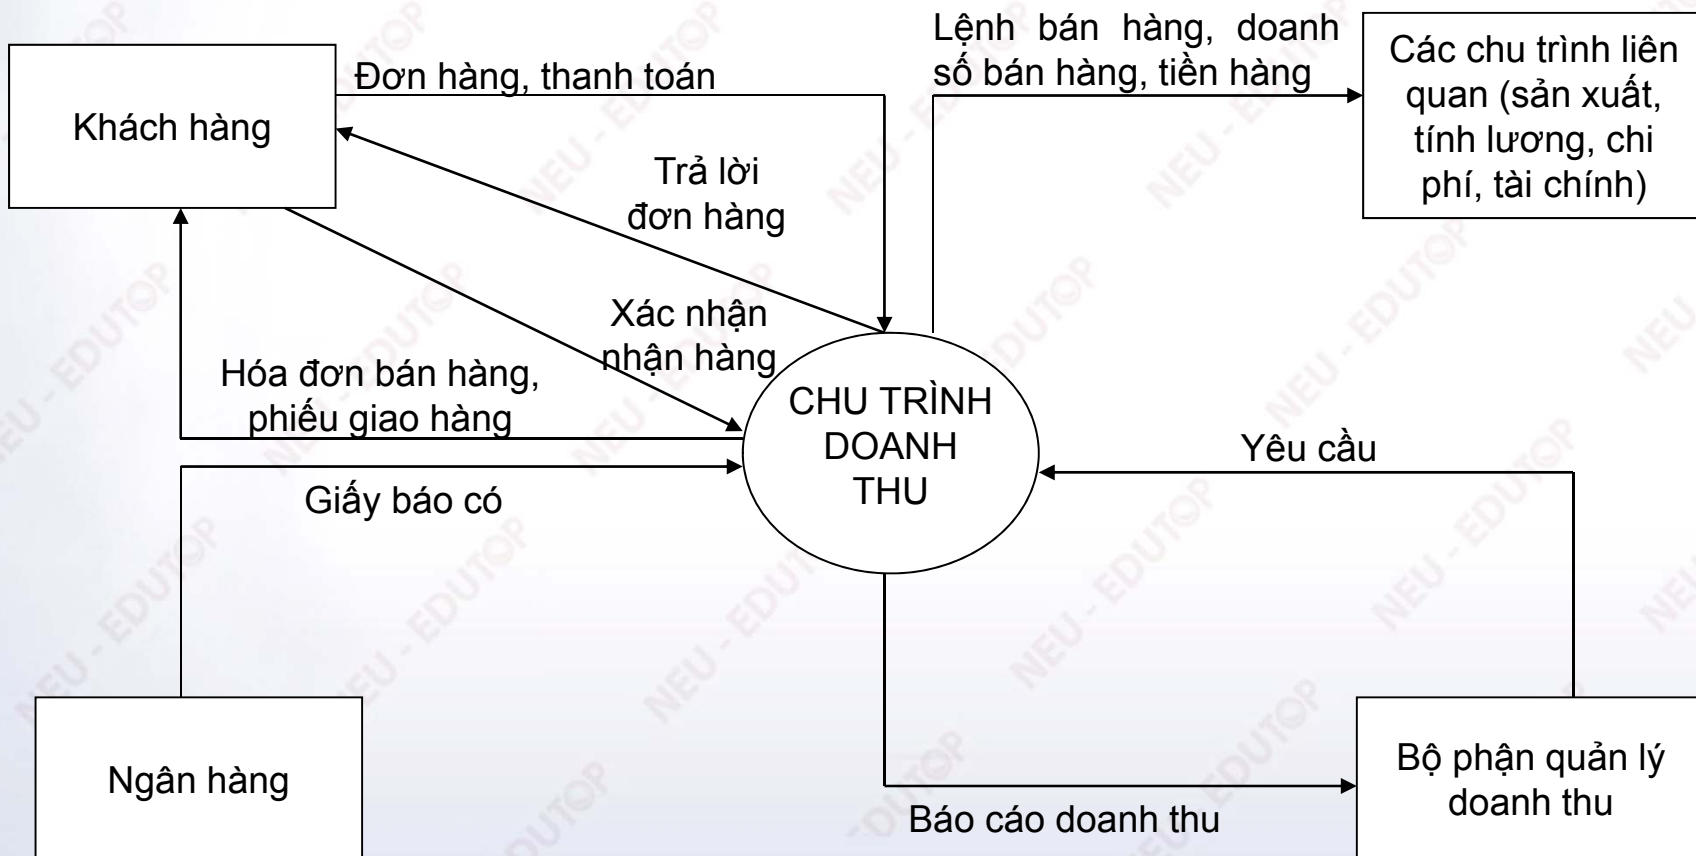 Đơn hàng, thanh toán
Khách hàng
Trả lời
đơn hàng
Xác nhận
nhận hàng
Hóa đơn bán hàng,
phiếu giao hàng
Giấy báo có
Ngân hàng
CHU TRÌNH
DOANH
THU
Lệnh bán hàng, doanh
số bán hàng, tiền hàng
Các chu trình liên
quan (sản xuất,
tính lương, chi
phí, tài chính)
Yêu cầu
Báo cáo doanh thu
Bộ phận quản lý
doanh thu
NEU - EDUTOP